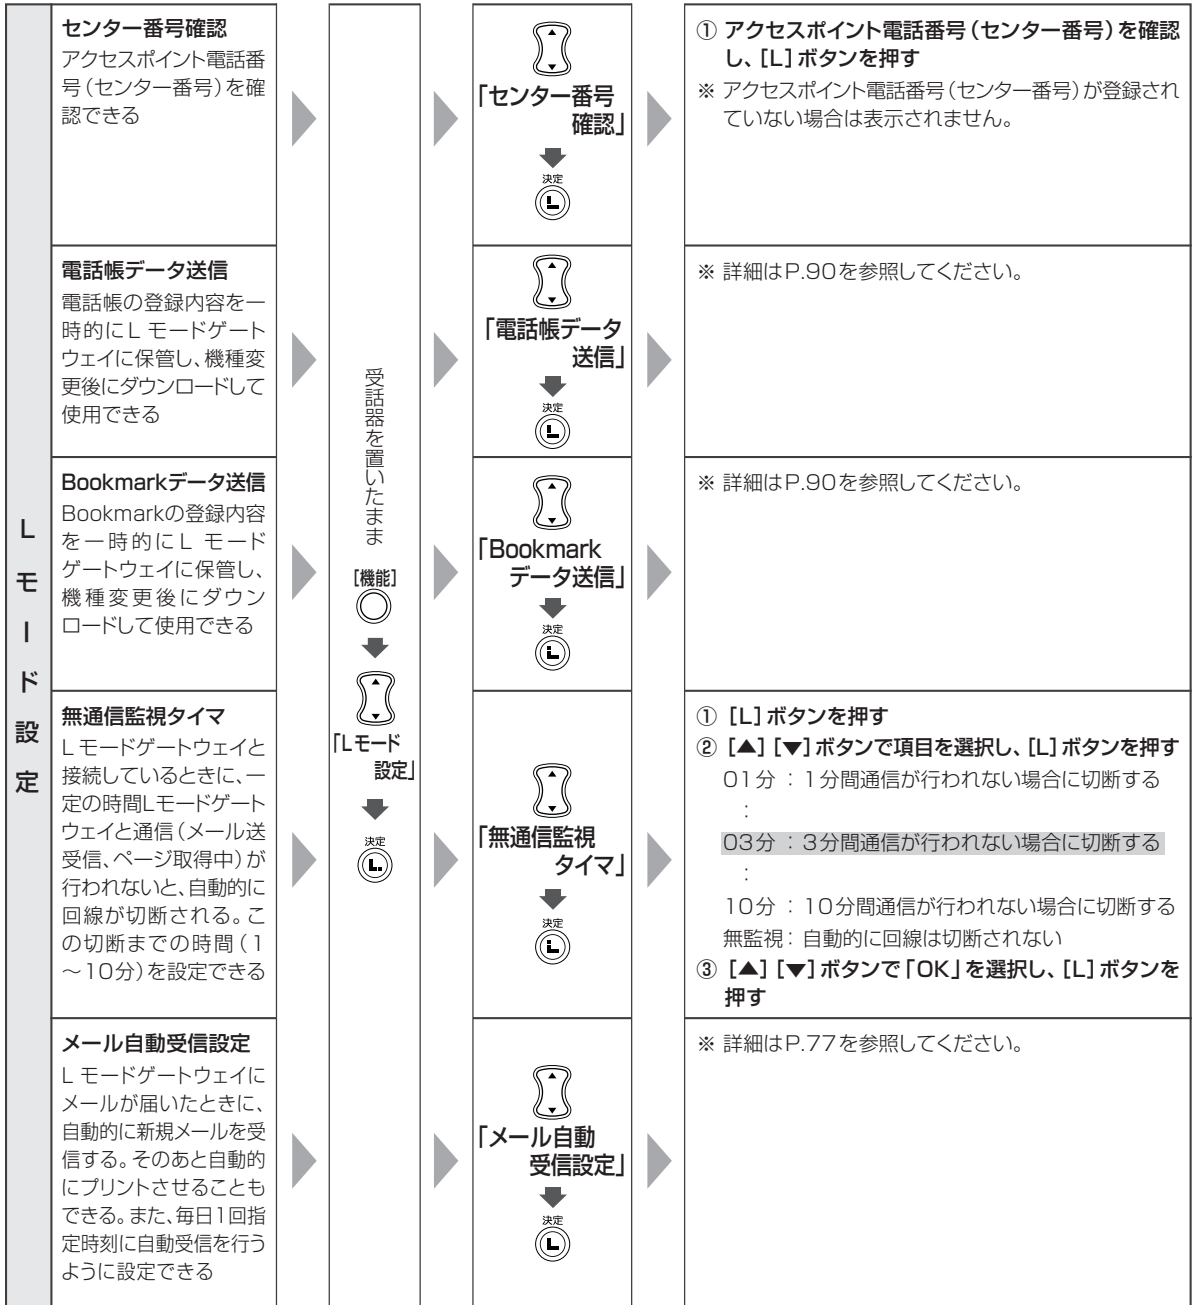 Lモード設定
センター番号確認
アクセスポイント電話番
号（センター番号）を確
認できる
受話器を置いたまま
［機能］
「Lモード
設定」
決定
「センター番号
確認」
決定
① アクセスポイント電話番号（センター番号）を確認
し、［L］ボタンを押す
※ アクセスポイント電話番号（センター番号）が登録され
ていない場合は表示されません。
電話帳データ送信
電話帳の登録内容を一
時的にL モードゲート
ウェイに保管し、機種変
更後にダウンロードして
使用できる
「電話帳データ
送信」
決定
※ 詳細はP.90を参照してください。
Bookmarkデータ送信
Bookmarkの登録内容
を一時的にL モード
ゲートウェイに保管し、
機種変更後にダウン
ロードして使用できる
「Bookmark
データ送信」
決定
※ 詳細はP.90を参照してください。
無通信監視タイマ
L モードゲートウェイと
接続しているときに、一
定の時間Lモードゲート
ウェイと通信（メール送
受信、ページ取得中）が
行われないと、自動的に
回線が切断される。こ
の切断までの時間（1
～10分）を設定できる
「無通信監視
タイマ」
決定
① ［L］ボタンを押す
② ［▲］［▼］ボタンで項目を選択し、［L］ボタンを押す
01分 ：1分間通信が行われない場合に切断する
：
03分 ：3分間通信が行われない場合に切断する
：
10分 ：10分間通信が行われない場合に切断する
無監視：自動的に回線は切断されない
③ ［▲］［▼］ボタンで「OK」を選択し、［L］ボタンを
押す
メール自動受信設定
L モードゲートウェイに
メールが届いたときに、
自動的に新規メールを受
信する。そのあと自動的
にプリントさせることも
できる。また、毎日1回指
定時刻に自動受信を行う
ように設定できる
「メール自動
受信設定」
決定
※ 詳細はP.77を参照してください。